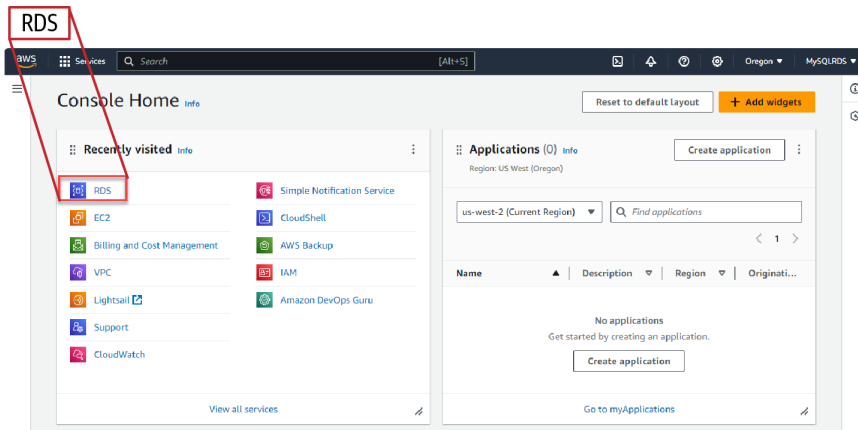 RDS
aws Services Search [Alt+S] Oregon ▼ MySQLRDS ▼
Console Home Info
Reset to default layout + Add widgets
Recently visited Info
RDS
EC2
Billing and Cost Management
VPC
Lightsail
Support
CloudWatch
Simple Notification Service
CloudShell
AWS Backup
IAM
Amazon DevOps Guru
View all services
Applications (0) Info
Region: US West (Oregon)
Create application
us-west-2 (Current Region) ▼ Find applications
< 1 >
Name ▲ Description ▽ Region ▽ Originati...
No applications
Get started by creating an application.
Create application
Go to myApplications